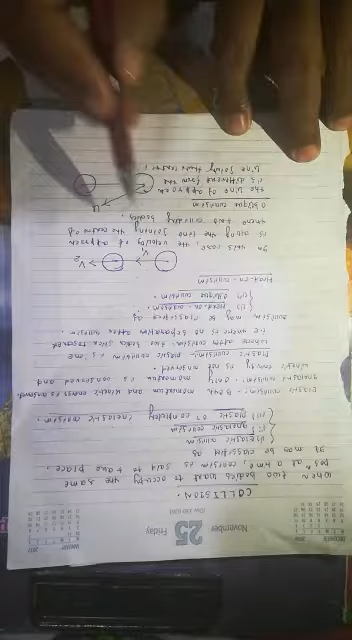 November 25 Friday
COLLISION.
When two bodies want to occupy the same
posn at a time, collision is said to take place.
It may be classified as
(i) elastic collision
(ii) inelastic collision
(iii) plastic or completely inelastic collision.
Elastic collision - Both momentum and kinetic energy is conserved
inelastic collision - only momentum is conserved and
kinetic energy is not conserved.
Plastic collision - plastic collision is one
where after collision, two bodies stick together
i.e. there is no separation after collision.
collision may be classified as
(i) Head-on - collision.
(ii) oblique collision
Head-on - collision
V2 V1
In this case, the velocity of approach
is along the line joining the centre of
two colliding bodies.
Oblique collision
the line of approach
is different from the
line joining their centre.
u